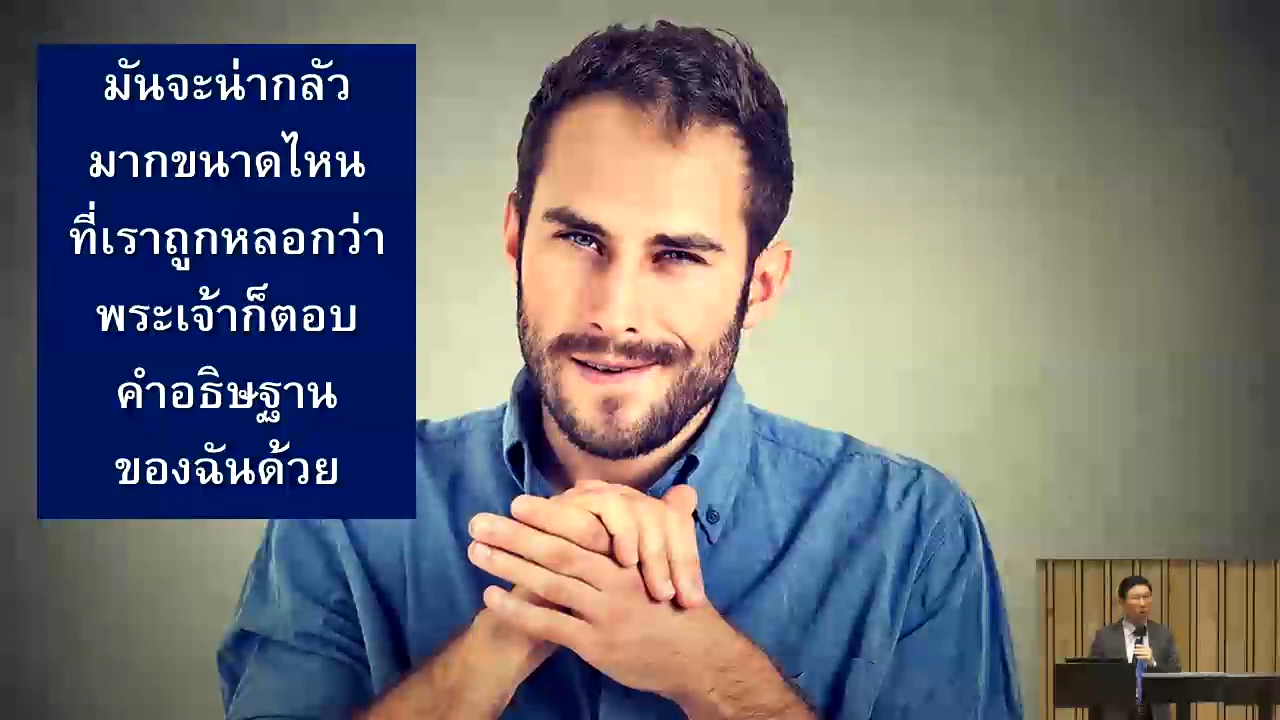 มันจะน่ากลัว
มากขนาดไหน
ที่เราถูกหลอกว่า
พระเจ้าก็ตอบ
คำอธิษฐาน
ของฉันด้วย